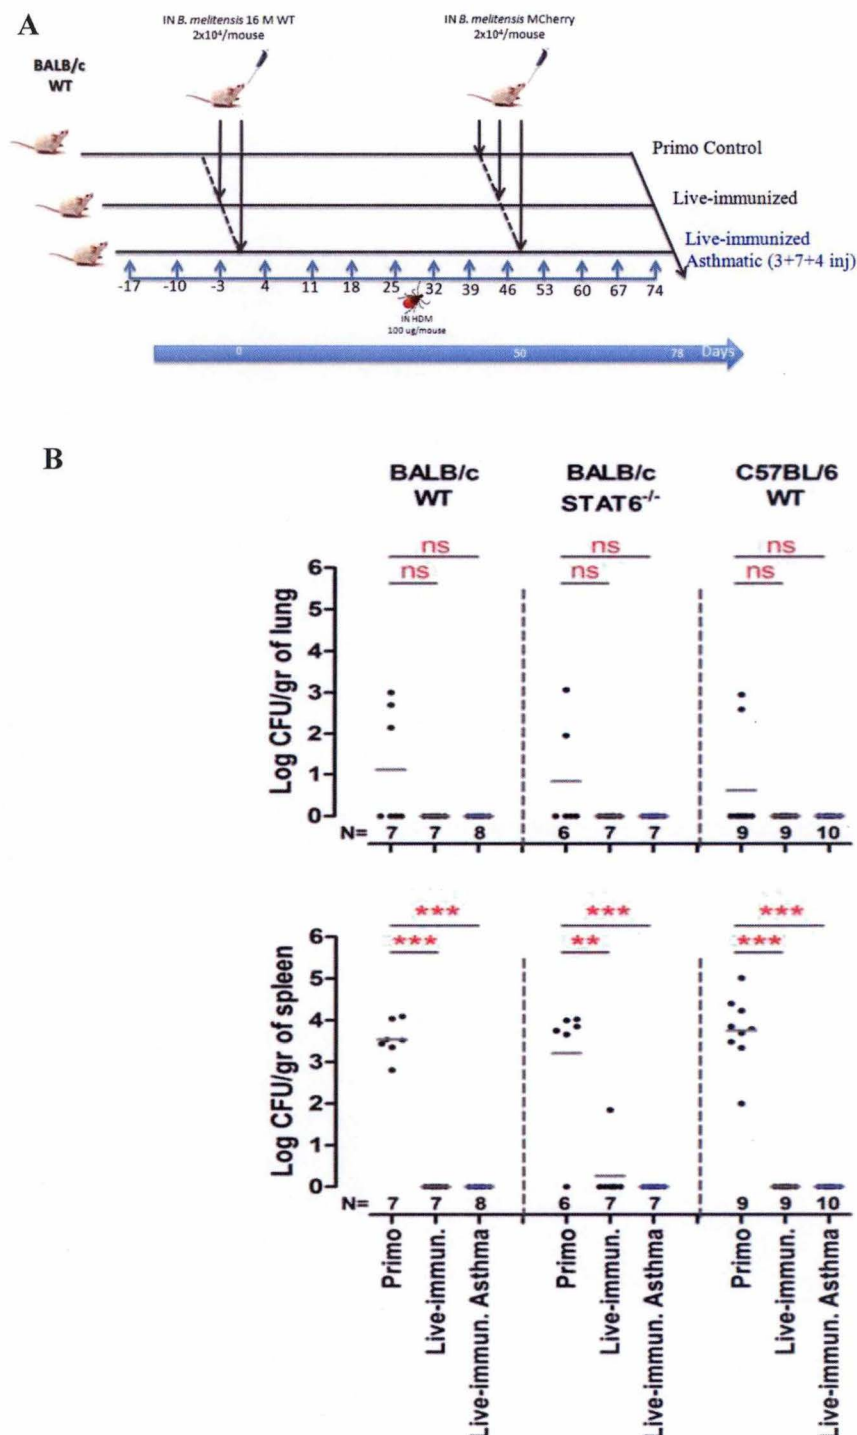 A
IN B. melitensis 16 M WT
2x10⁴/mouse
IN B. melitensis MCherry
2x10⁴/mouse
BALB/c
WT
Primo Control
Live-immunized
Live-immunized
Asthmatic (3+7+4 inj)
-17 -10 -3 4 11 18 25 32 39 46 53 60 67 74
IN HDM
100 ug/mouse
0 50 78 Days
B
BALB/c
WT
BALB/c
STAT6-/-
C57BL/6
WT
ns ns ns
ns ns ns
Log CFU/gr of lung
6
5
4
3
2
1
0
N= 7 7 8 6 7 7 9 9 10
*** *** ***
*** ** ***
Log CFU/gr of spleen
6
5
4
3
2
1
0
N= 7 7 8 6 7 7 9 9 10
Primo
Live-immun.
Live-immun. Asthma
Primo
Live-immun.
Live-immun. Asthma
Primo
Live-immun.
Live-immun. Asthma